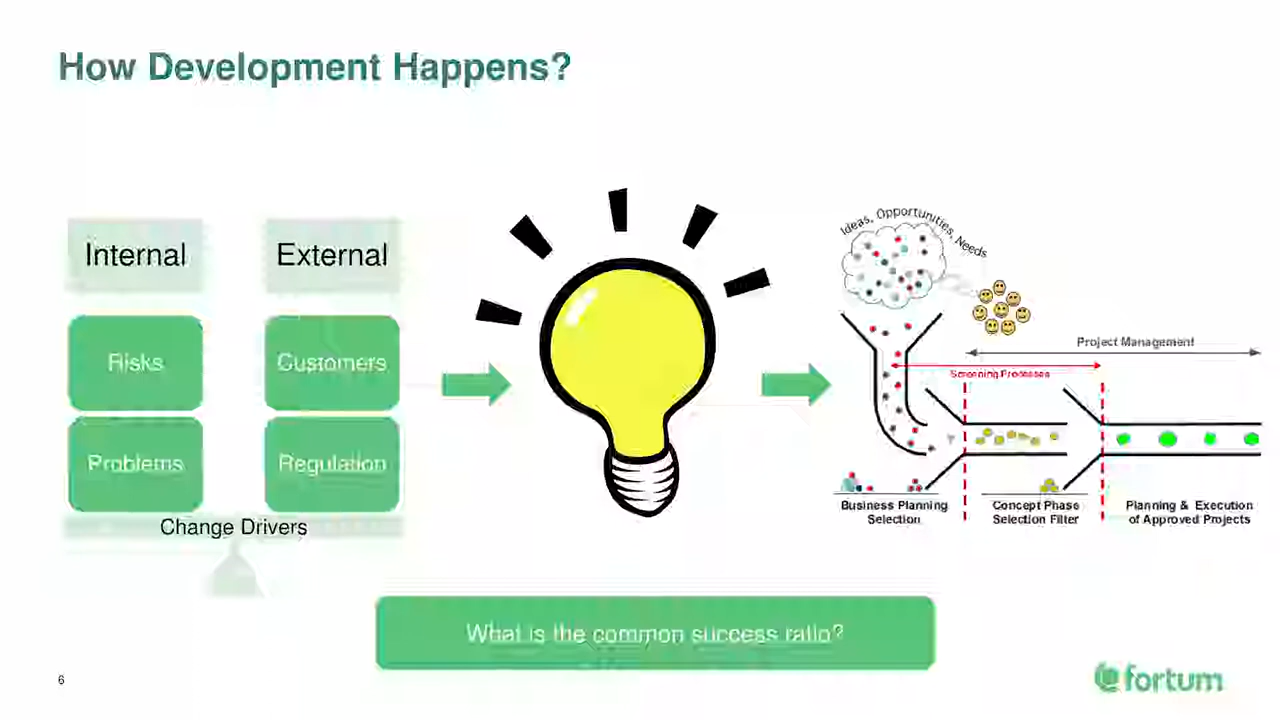 How Development Happens?
Internal
External
Risks
Customers
Problems
Regulation
Change Drivers
Ideas, Opportunities, Needs
Project Management
Screening Processes
Business Planning
Selection
Concept Phase
Selection Filter
Planning & Execution
of Approved Projects
What is the common success ratio?
6
fortum